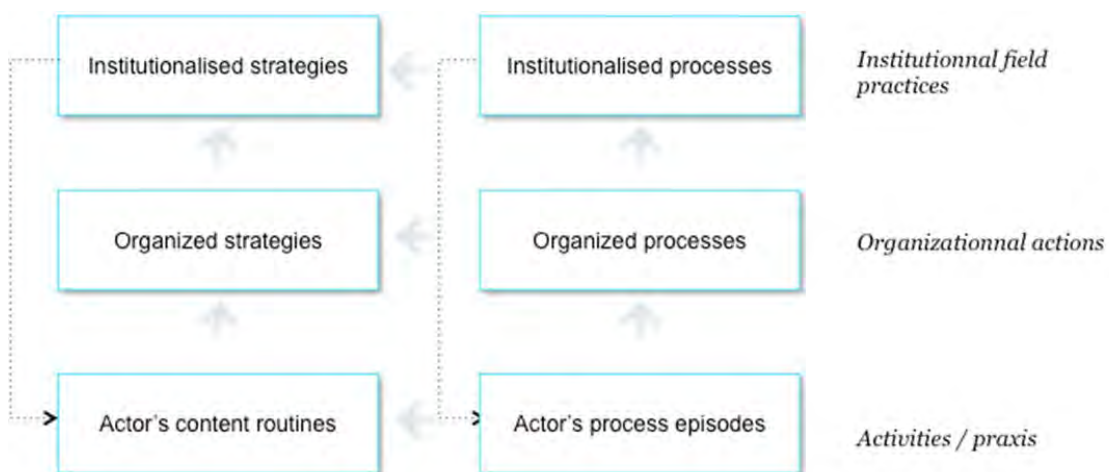 Institutionalised strategies
Institutionalised processes
Institutionnal field
practices
Organized strategies
Organized processes
Organizationnal actions
Actor's content routines
Actor's process episodes
Activities / praxis